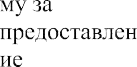 му за
предоставлен
ие